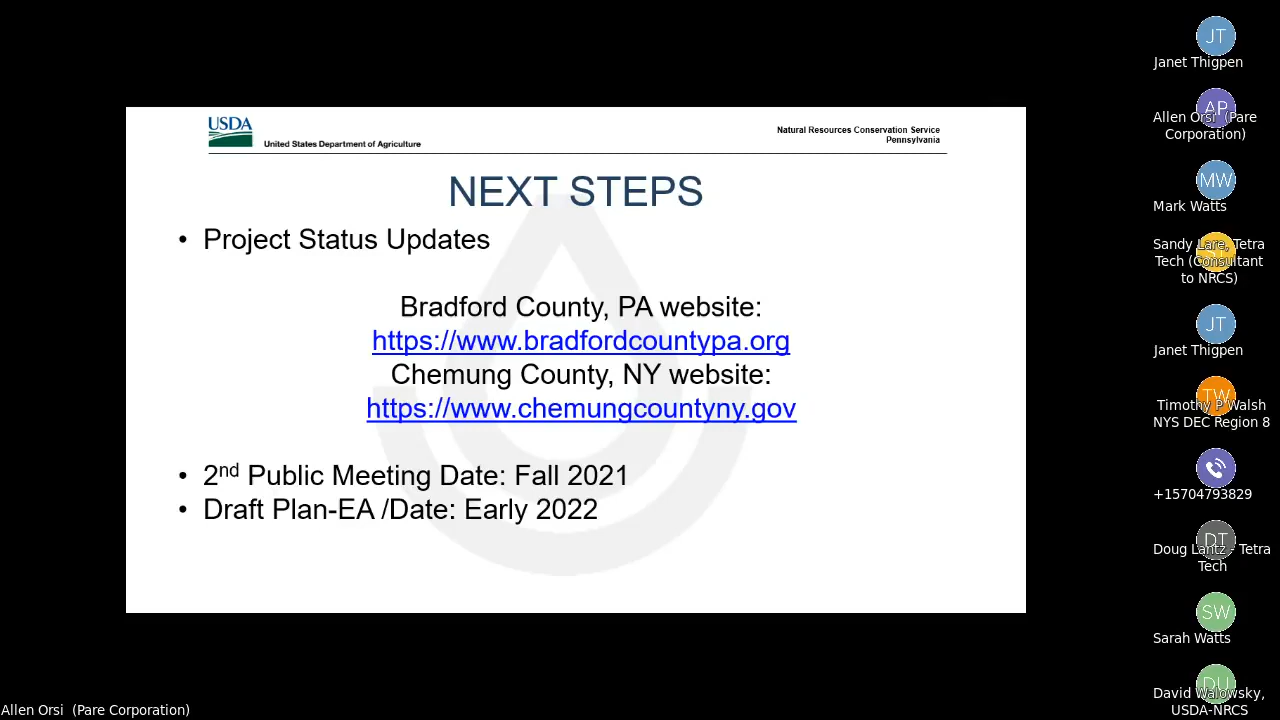 USDA
United States Department of Agriculture
Natural Resources Conservation Service
Pennsylvania
NEXT STEPS
• Project Status Updates
Bradford County, PA website:
https://www.bradfordcountypa.org
Chemung County, NY website:
https://www.chemungcountyny.gov
• 2nd Public Meeting Date: Fall 2021
• Draft Plan-EA /Date: Early 2022
JT
Janet Thigpen
AP
Allen Orsi (Pare
Corporation)
MW
Mark Watts
Sandy Lare, Tetra
Tech (Consultant
to NRCS)
JT
Janet Thigpen
TW
Timothy P Walsh
NYS DEC Region 8
+15704793829
DT
Doug Lantz - Tetra
Tech
SW
Sarah Watts
DU
David Walowsky,
USDA-NRCS
Allen Orsi (Pare Corporation)